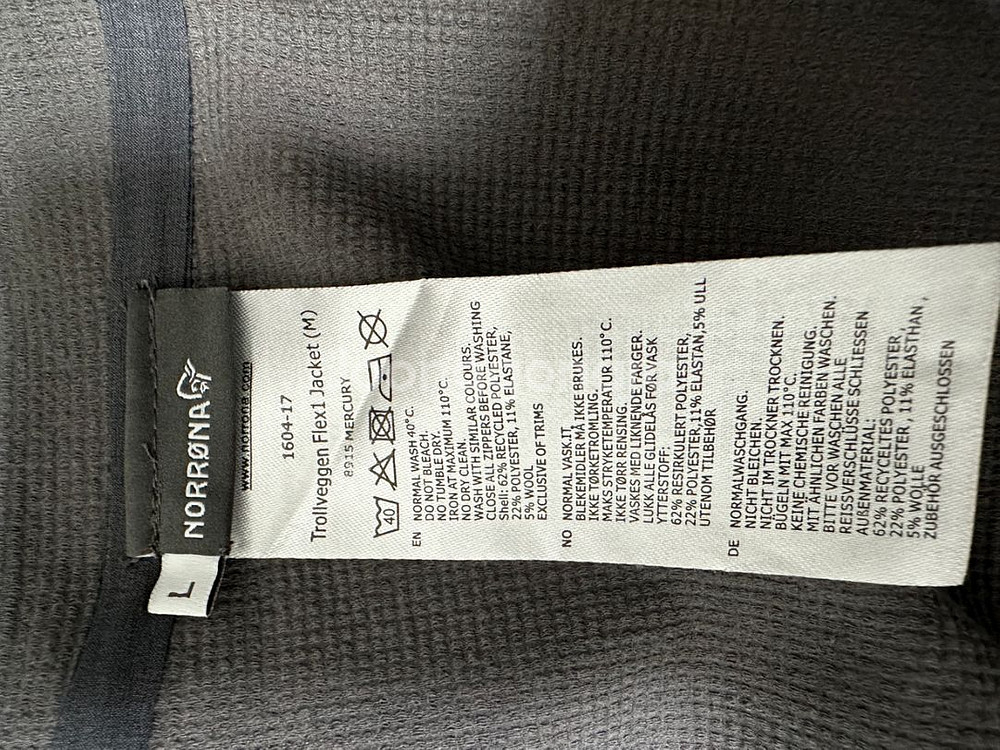 NORRØNA
L
www.norrona.com
1604-17
Trollveggen Flex1 Jacket (M)
8915 MERCURY
40
EN NORMAL WASH 40°C.
DO NOT BLEACH.
NO TUMBLE DRY.
IRON AT MAXIMUM 110°C.
NO DRY CLEAN.
WASH WITH SIMILAR COLOURS.
CLOSE ALL ZIPPERS BEFORE WASHING
Shell: 62% RECYCLED POLYESTER,
22% POLYESTER, 11% ELASTANE,
5% WOOL
EXCLUSIVE OF TRIMS
NO NORMAL VASK.IT
BLEKEMIDLER MÅ IKKE BRUKES.
IKKE TØRKETROMLING.
MAKS STRYKETEMPERATUR 110°C.
IKKE TØRR RENSING.
VASKES MED LIKNENDE FARGER.
LUKK ALLE GLIDELÅS FØR VASK
YTTERSTOFF:
62% RESIRKULERT POLYESTER,
22% POLYESTER,11% ELASTAN,5% ULL
UTENOM TILBEHØR
DE NORMALWASCHGANG.
NICHT BLEICHEN.
NICHT IM TROCKNER TROCKNEN.
BÜGELN MIT MAX 110°C.
KEINE CHEMISCHE REINIGUNG.
MIT ÄHNLICHEN FARBEN WASCHEN.
BITTE VOR WASCHEN ALLE
REISSVERSCHLÜSSE SCHLIESSEN
AUßENMATERIAL:
62% RECYCELTES POLYESTER
22% POLYESTER, 11% ELASTHAN,
5% WOLLE
ZUBEHÖR AUSGESCHLOSSEN